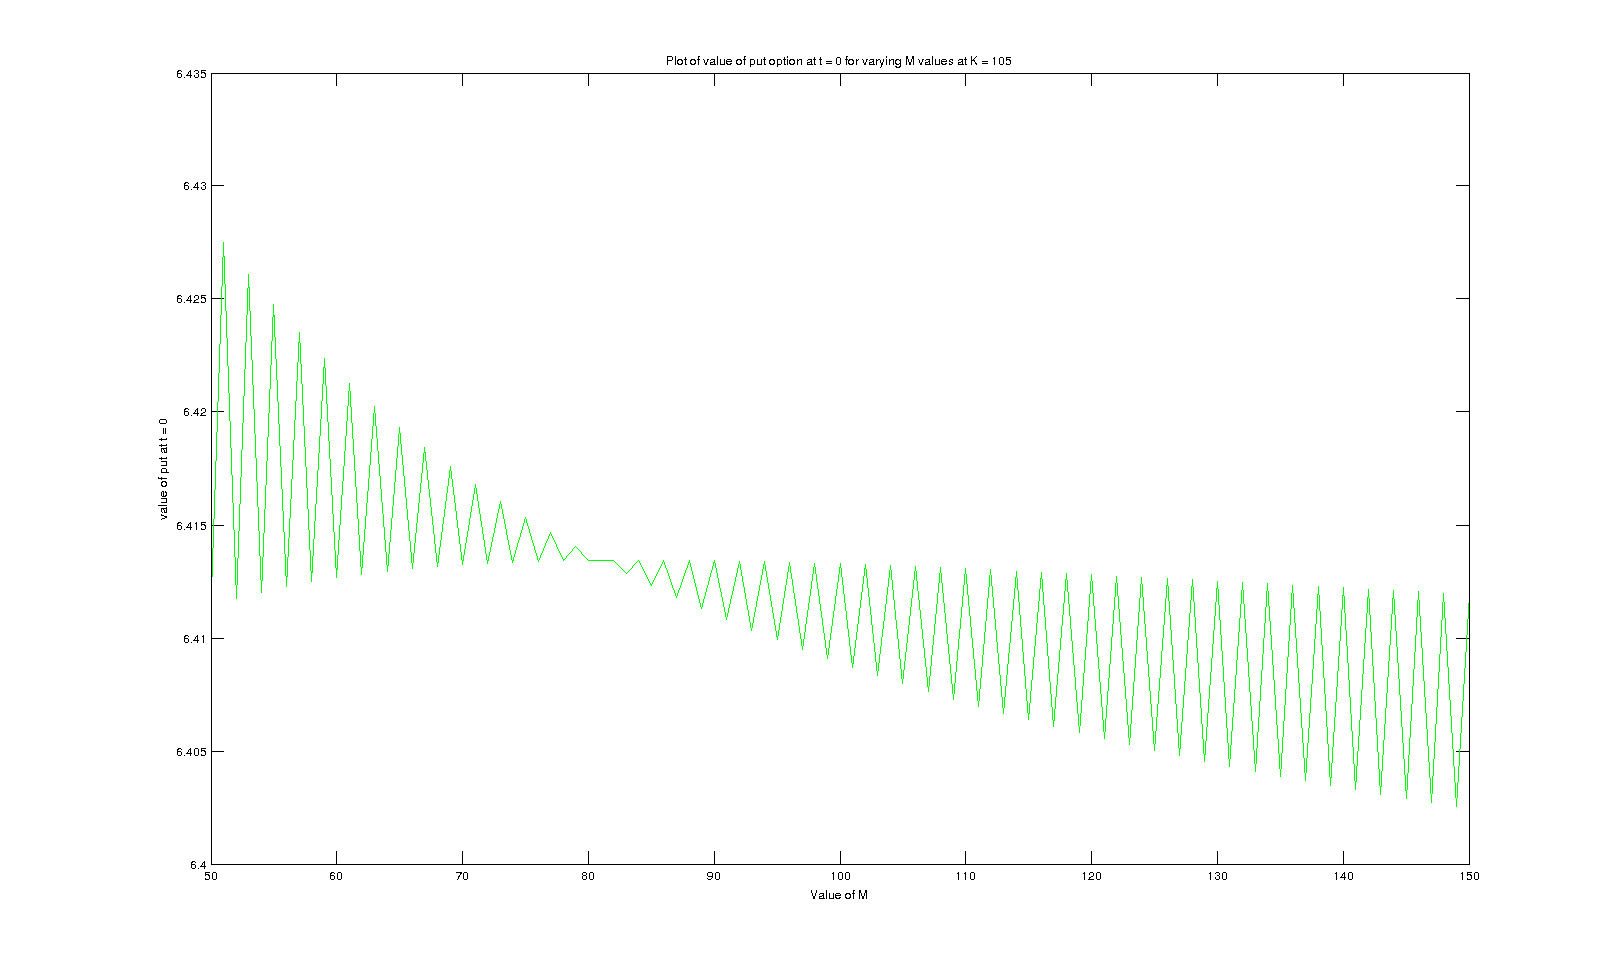 Plot of value of put option at t = 0 for varying M values at K = 105
6.435
6.43
6.425
6.42
6.415
6.41
6.405
6.4
value of put at t = 0
50 60 70 80 90 100 110 120 130 140 150
Value of M